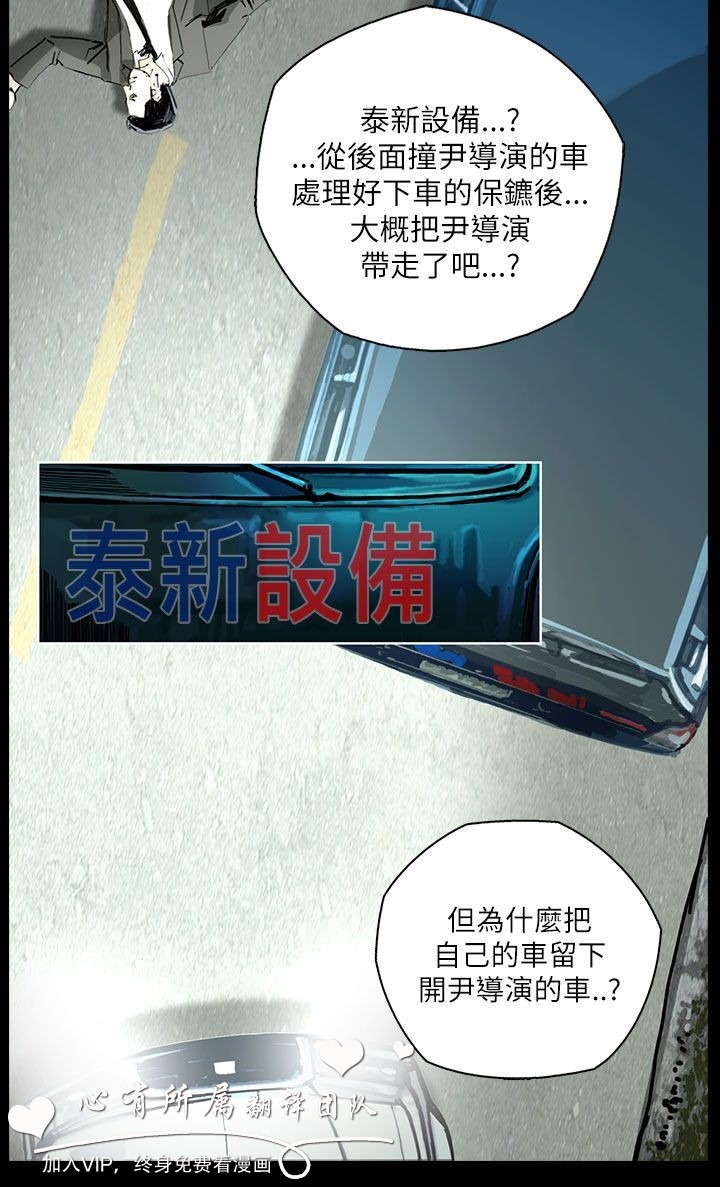 泰新設備...?
...從後面撞尹導演的車
處理好下車的保鑣後...
大概把尹導演
帶走了吧...?
泰新設備
但為什麼把
自己的車留下
開尹導演的車..?
心有所属翻译团队
加入VIP，终身免费看漫画